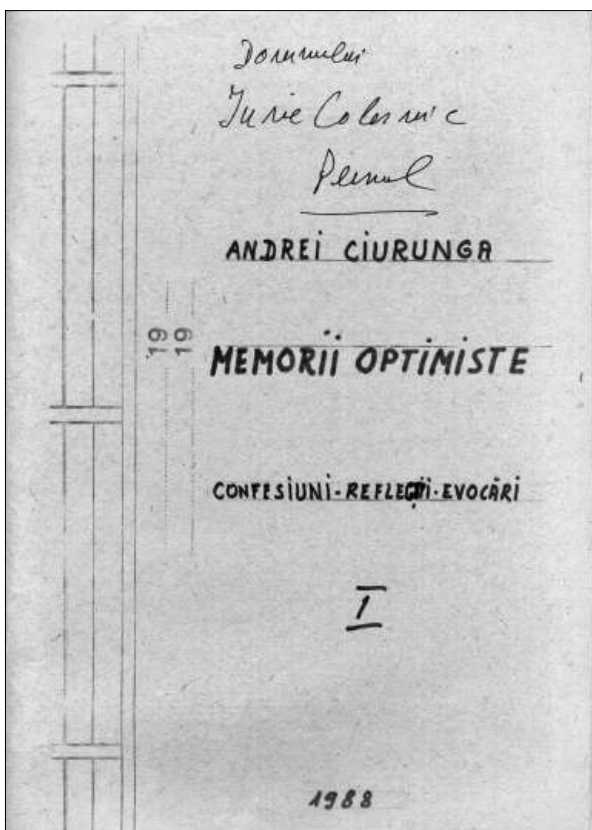 Domnului
Iurie Colesnic
ANDREI CIURUNGA
19
19
MEMORII OPTIMISTE
CONFESIUNI-REFLECȚII-EVOCĂRI
I
1988